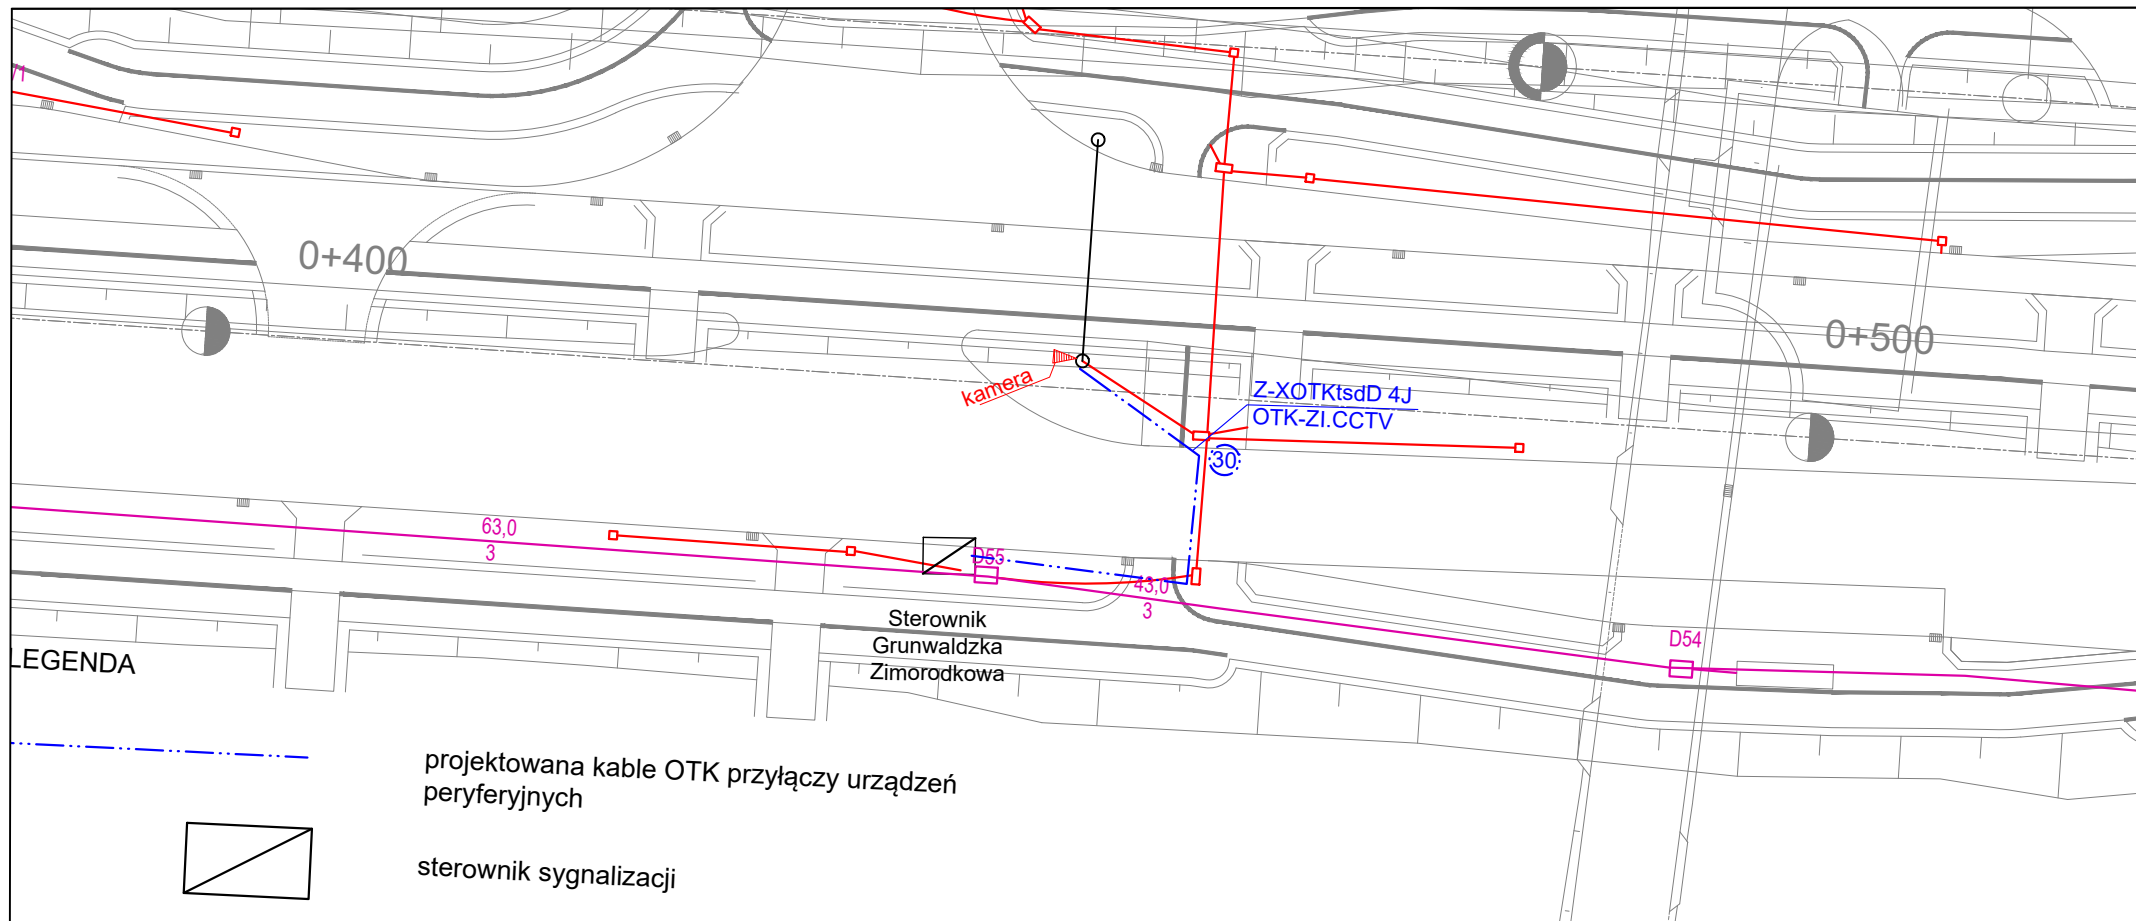 /1
0+400
0+500
kamera
Z-XOTKtsdD 4J
OTK-ZI.CCTV
30
63,0
3
D55
43,0
3
Sterownik
Grunwaldzka
Zimorodkowa
D54
LEGENDA
projektowana kable OTK przyłączy urządzeń
peryferyjnych
sterownik sygnalizacji